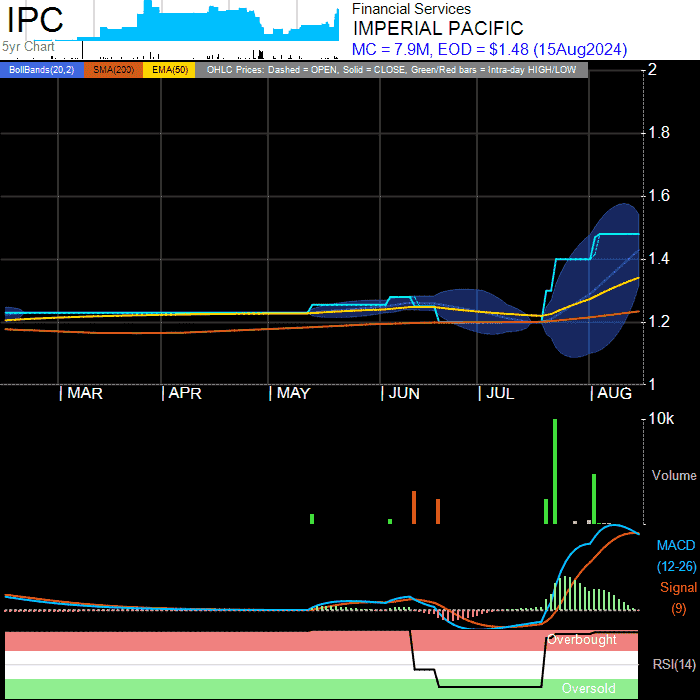 IPC
5yr Chart
Financial Services
IMPERIAL PACIFIC
MC = 7.9M, EOD = $1.48 (15Aug2024)
BollBands(20,2) SMA(200) EMA(50) OHLC Prices: Dashed = OPEN, Solid = CLOSE, Green/Red bars = Intra-day HIGH/LOW
2
1.8
1.6
1.4
1.2
1
MAR APR MAY JUN JUL AUG
10k
Volume
MACD
(12-26)
Signal
(9)
Overbought
RSI(14)
Oversold